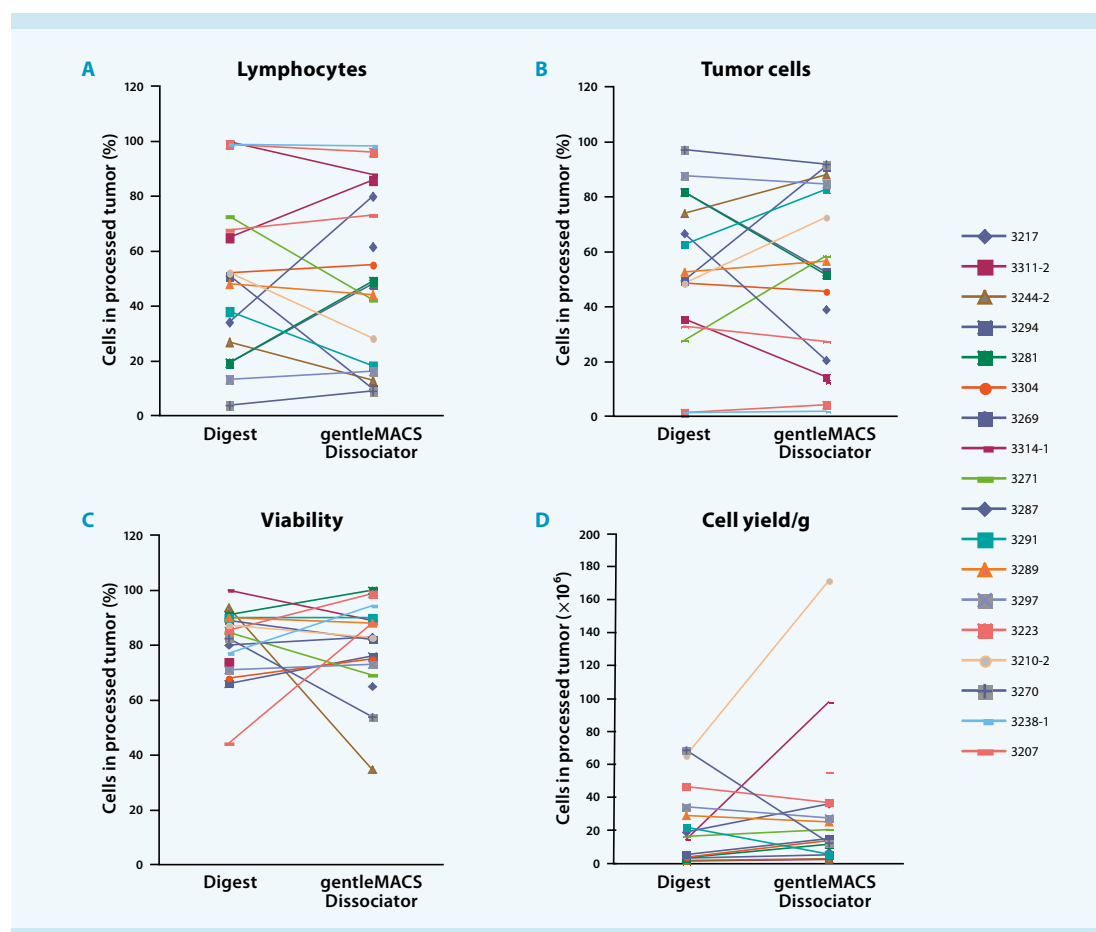 A
Lymphocytes
Cells in processed tumor (%)
120
100
80
60
40
20
0
Digest
gentleMACS
Dissociator
B
Tumor cells
Cells in processed tumor (%)
120
100
80
60
40
20
0
Digest
gentleMACS
Dissociator
C
Viability
Cells in processed tumor (%)
120
100
80
60
40
20
0
Digest
gentleMACS
Dissociator
D
Cell yield/g
Cells in processed tumor (×10⁶)
200
180
160
140
120
100
80
60
40
20
0
Digest
gentleMACS
Dissociator
3217
3311-2
3244-2
3294
3281
3304
3269
3314-1
3271
3287
3291
3289
3297
3223
3210-2
3270
3238-1
3207